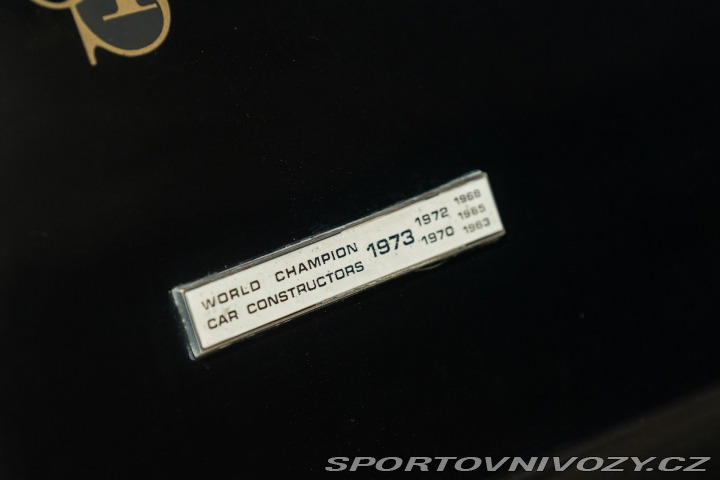 WORLD CHAMPION
CAR CONSTRUCTORS
1973
1972
1970
1968
1965
1963
SPORTOVNIVOZY.CZ